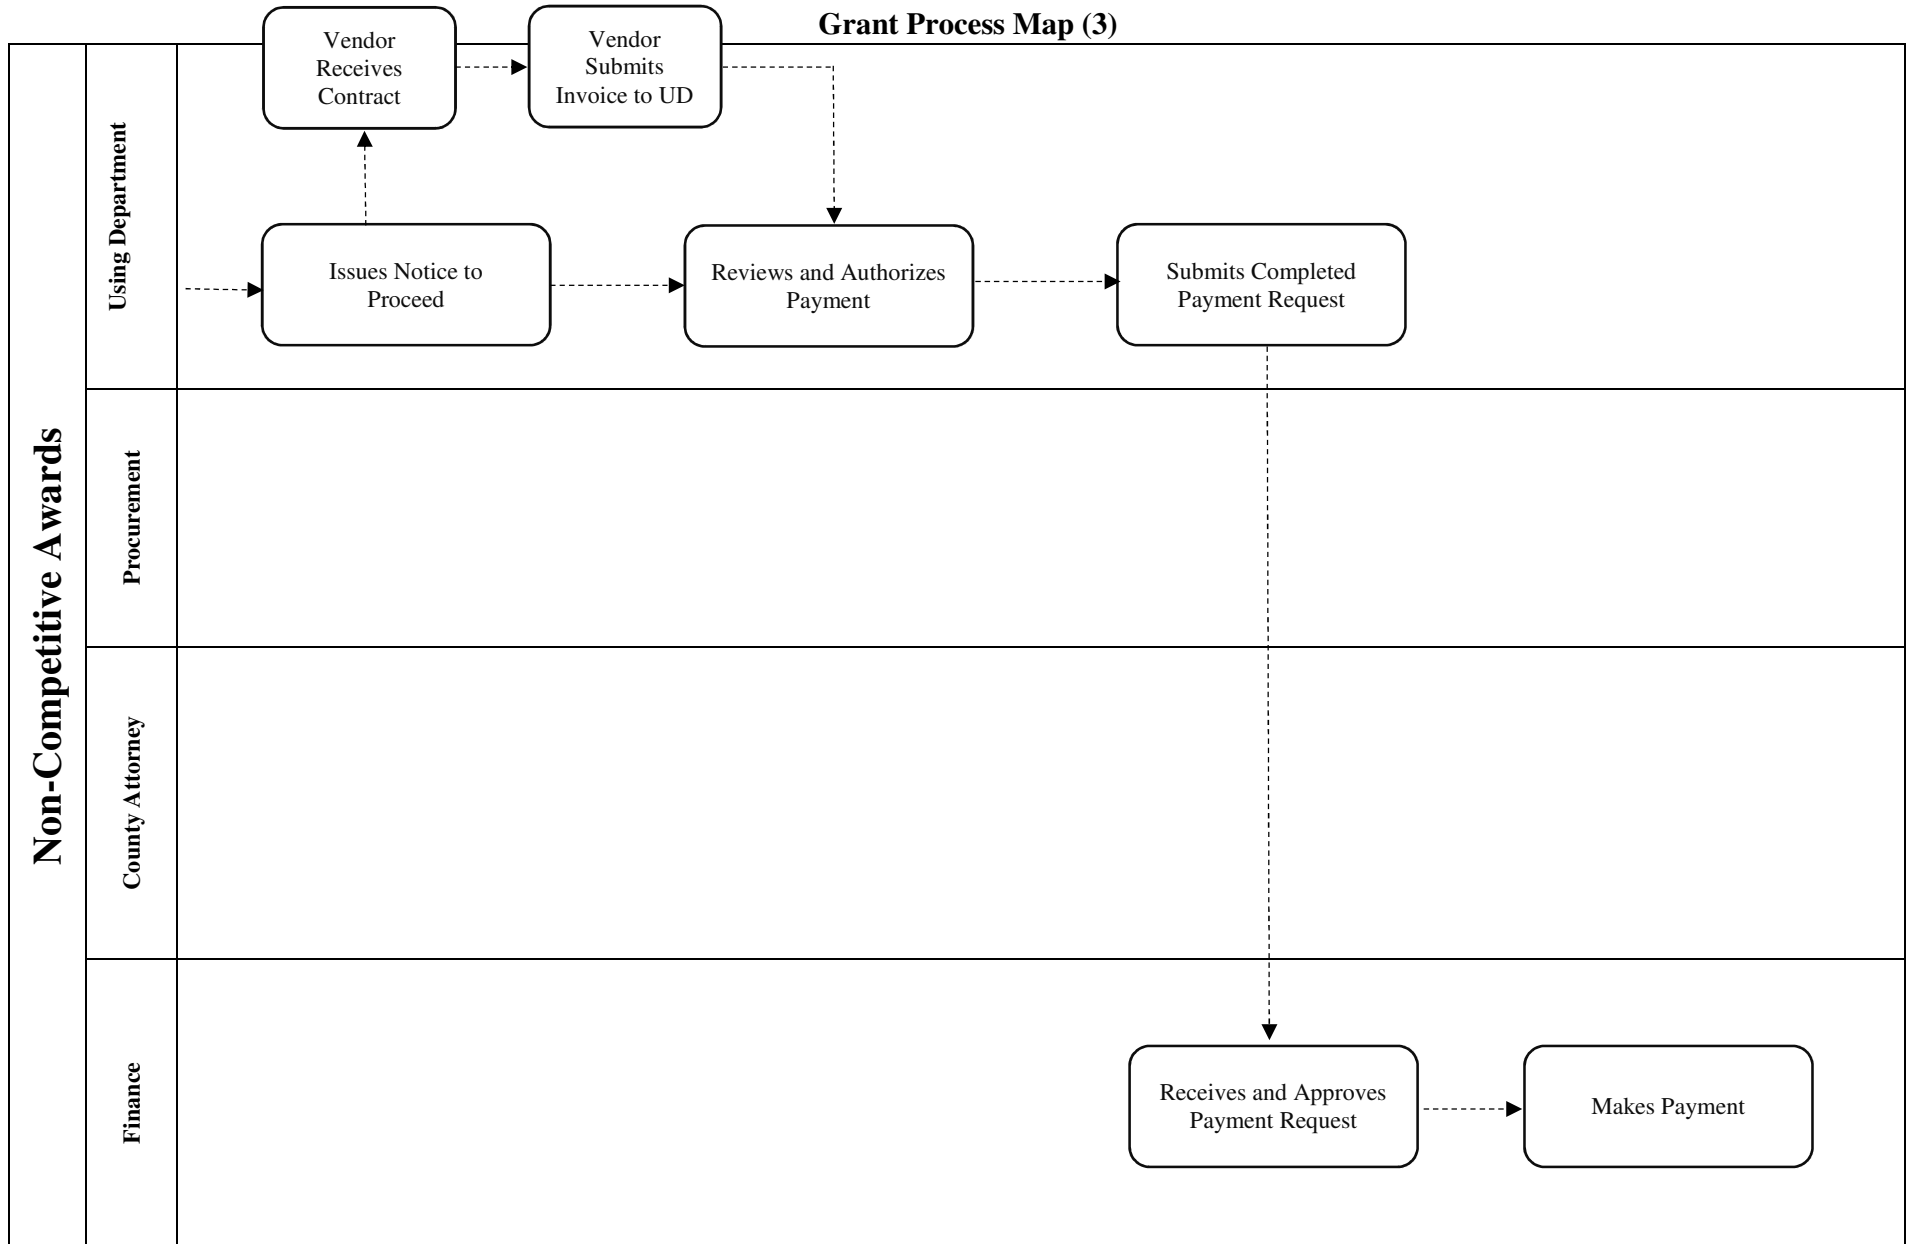 Grant Process Map (3)
Non-Competitive Awards
Using Department
Vendor
Receives
Contract
Vendor
Submits
Invoice to UD
Issues Notice to
Proceed
Reviews and Authorizes
Payment
Submits Completed
Payment Request
Procurement
County Attorney
Finance
Receives and Approves
Payment Request
Makes Payment